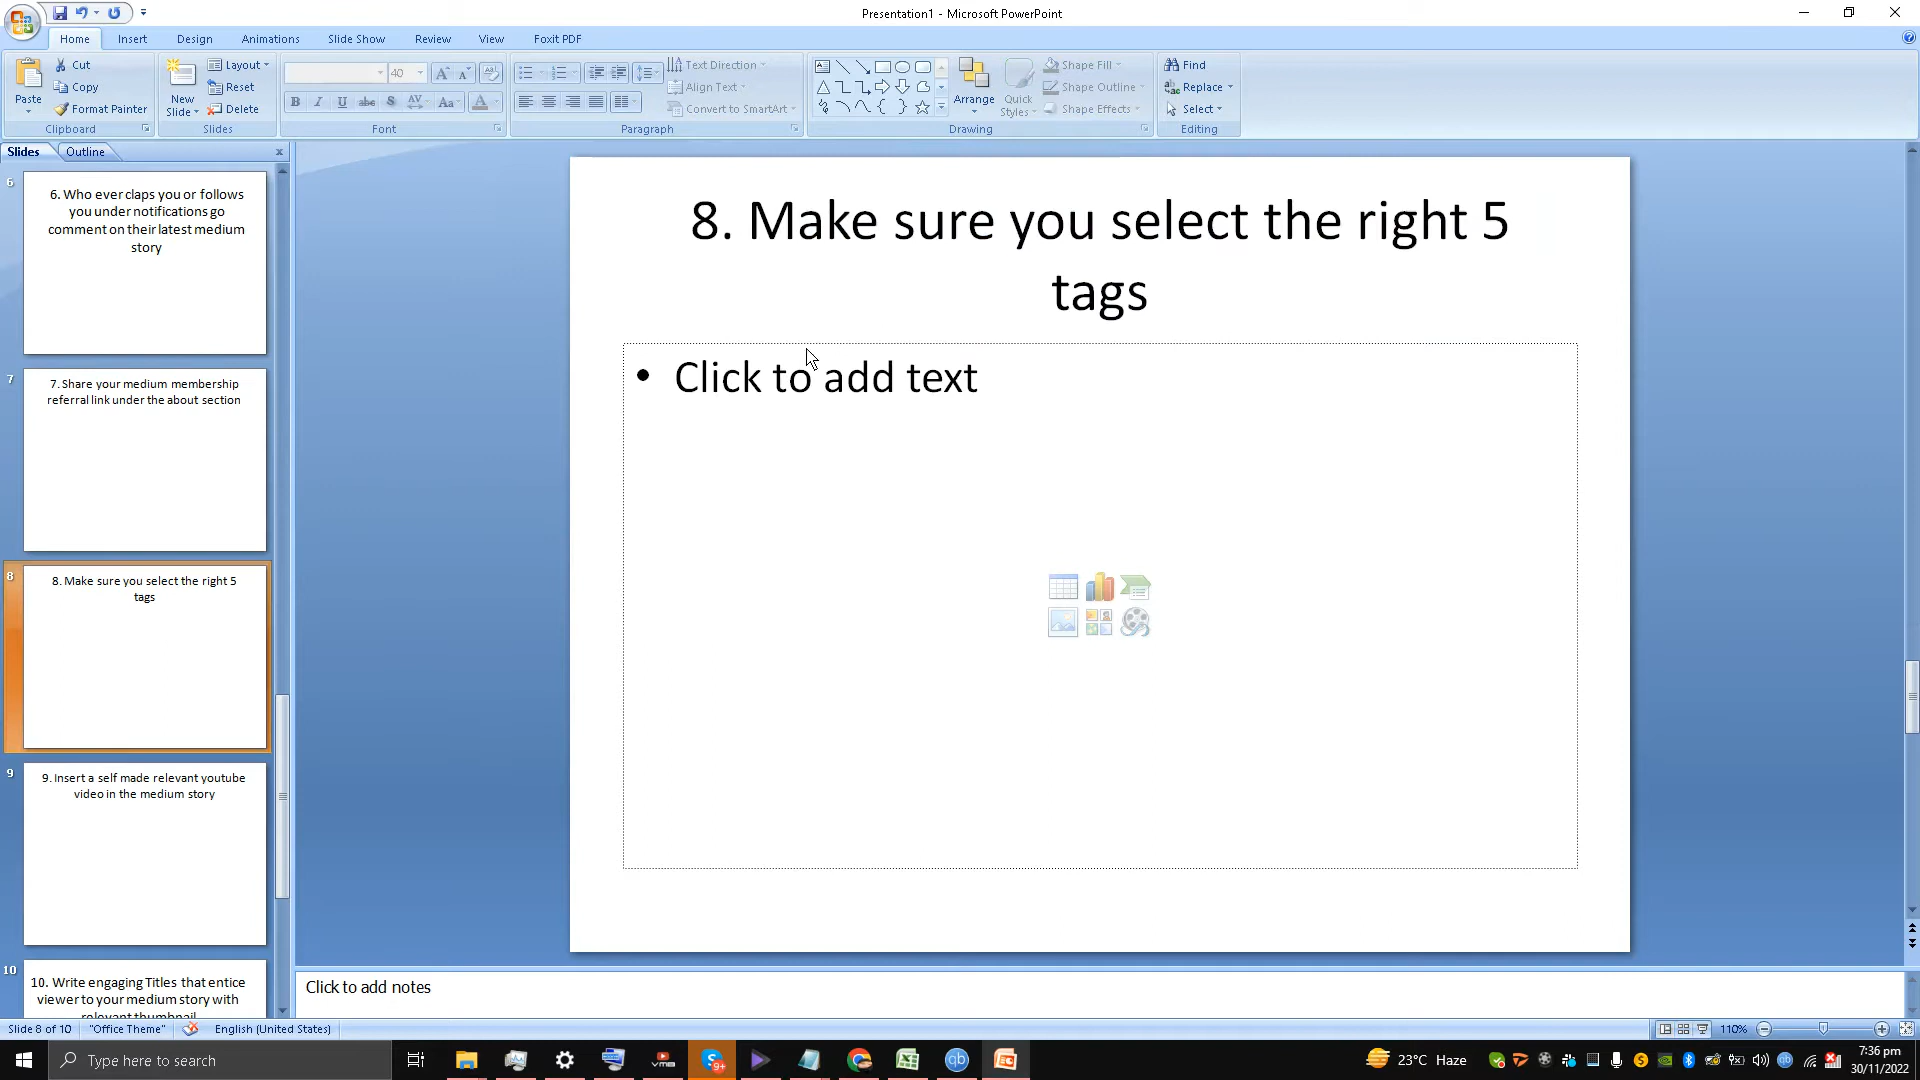 Presentation1 - Microsoft PowerPoint
Home Insert Design Animations Slide Show Review View Foxit PDF
Paste
Cut
Copy
Format Painter
Clipboard
New
Slide
Layout
Reset
Delete
Slides
40
Font
Text Direction
Align Text
Convert to SmartArt
Paragraph
Arrange
Quick
Styles
Shape Fill
Shape Outline
Shape Effects
Drawing
Find
Replace
Select
Editing
Slides Outline
6
6. Who ever claps you or follows
you under notifications go
comment on their latest medium
story
7
7. Share your medium membership
referral link under the about section
8
8. Make sure you select the right 5
tags
9
9. Insert a self made relevant youtube
video in the medium story
10
10. Write engaging Titles that entice
viewer to your medium story with
relevant thumbnail
8. Make sure you select the right 5
tags
• Click to add text
Click to add notes
Slide 8 of 10 "Office Theme" English (United States)
110%
Type here to search
9+
qb
23°C Haze
7:36 pm
30/11/2022